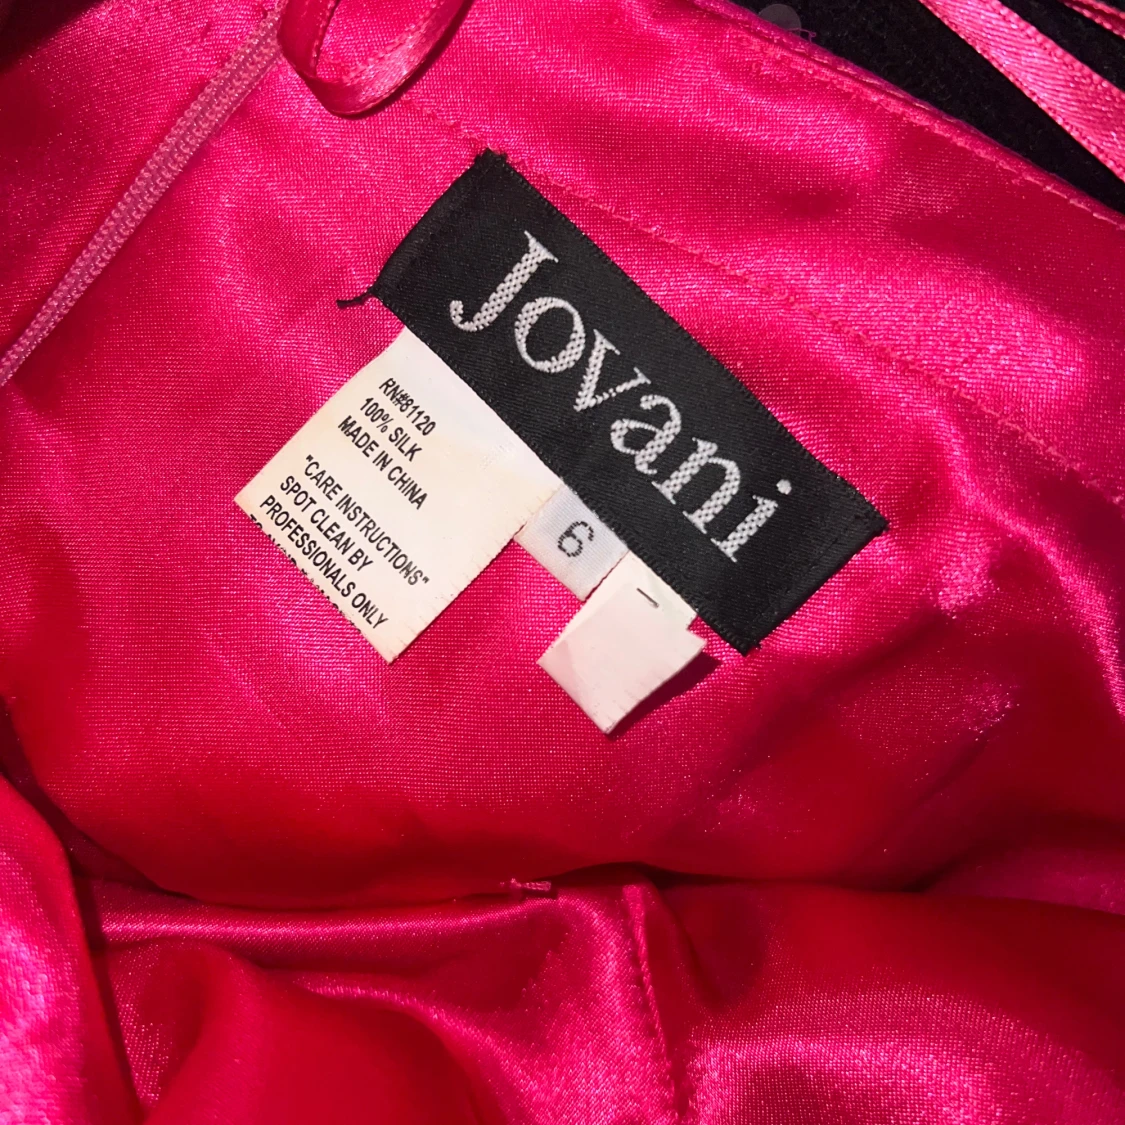 Jovani
RN#81120
100% SILK
MADE IN CHINA
"CARE INSTRUCTIONS"
SPOT CLEAN BY
PROFESSIONALS ONLY
6